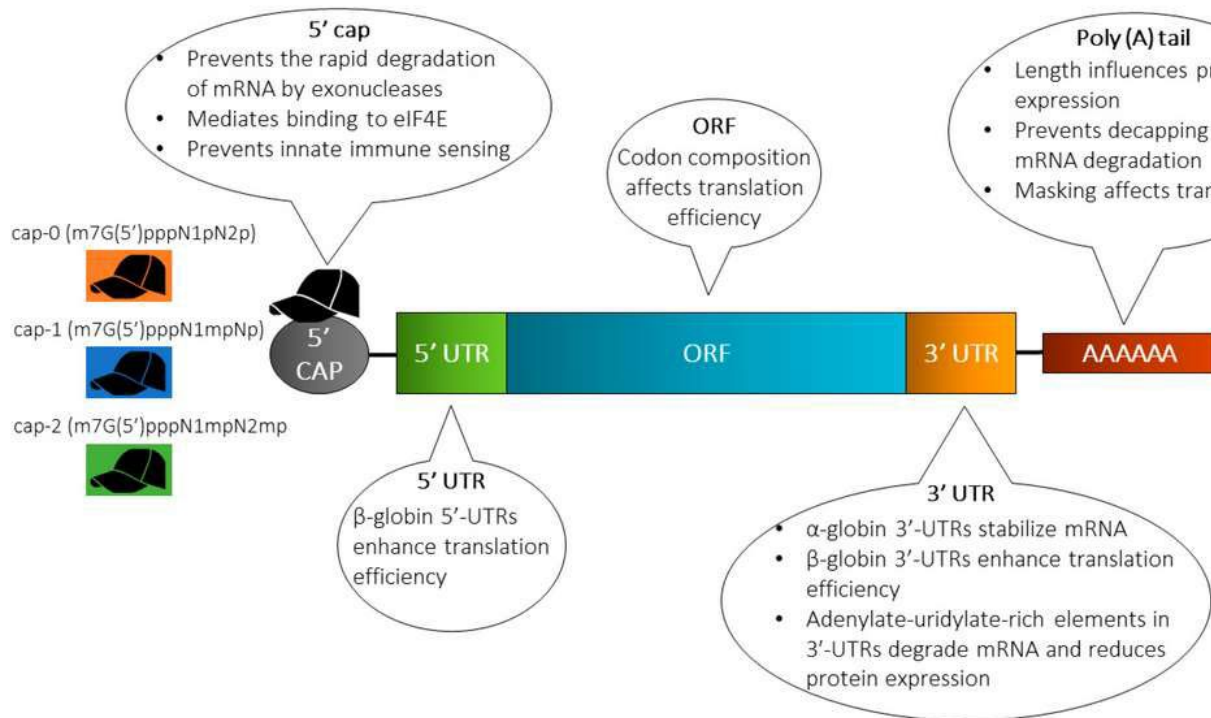 5' cap
• Prevents the rapid degradation
of mRNA by exonucleases
• Mediates binding to eIF4E
• Prevents innate immune sensing
ORF
Codon composition
affects translation
efficiency
Poly (A) tail
• Length influences
expression
• Prevents decapping
mRNA degradation
• Masking affects
cap-0 (m7G(5')pppN1pN2p)
cap-1 (m7G(5')pppN1mpNp)
cap-2 (m7G(5')pppN1mpN2mp
5'
CAP
5' UTR
ORF
3' UTR
AAAAAA
5' UTR
β-globin 5'-UTRs
enhance translation
efficiency
3' UTR
• α-globin 3'-UTRs stabilize mRNA
• β-globin 3'-UTRs enhance translation
efficiency
• Adenylate-uridylate-rich elements in
3'-UTRs degrade mRNA and reduces
protein expression